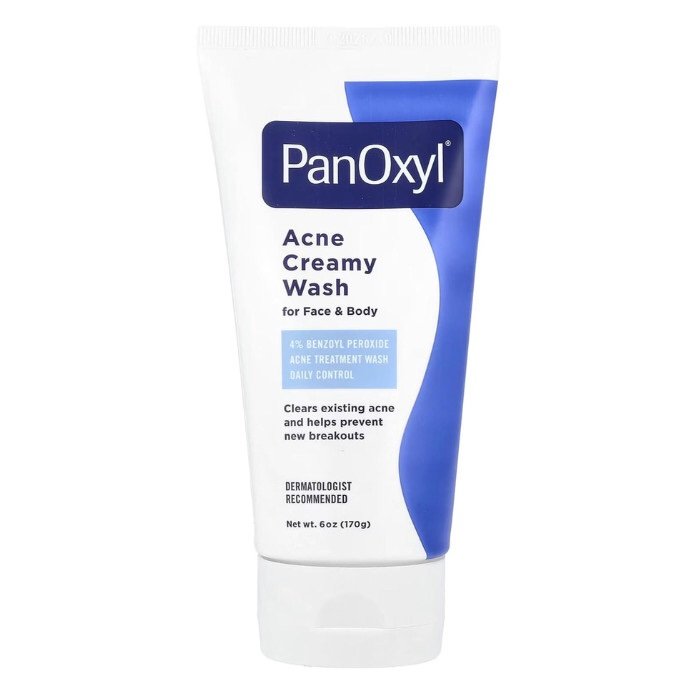 PanOxyl®
Acne
Creamy
Wash
for Face & Body
4% BENZOYL PEROXIDE
ACNE TREATMENT WASH
DAILY CONTROL
Clears existing acne
and helps prevent
new breakouts
DERMATOLOGIST
RECOMMENDED
Net wt. 6oz (170g)